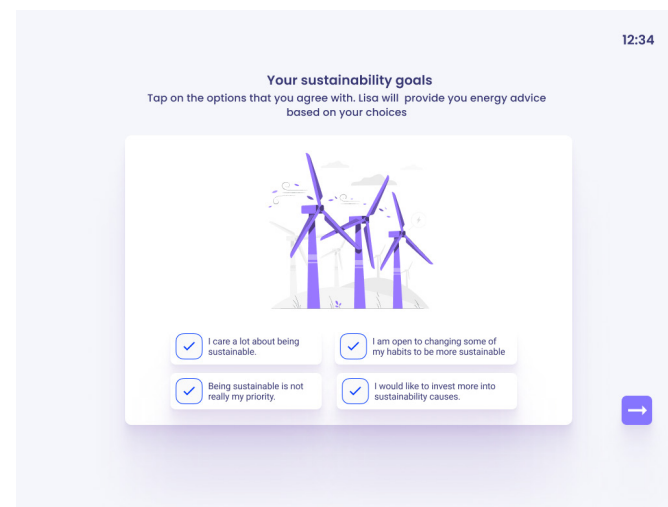 12:34
Your sustainability goals
Tap on the options that you agree with. Lisa will provide you energy advice
based on your choices
I care a lot about being
sustainable.
I am open to changing some of
my habits to be more sustainable
Being sustainable is not
really my priority.
I would like to invest more into
sustainability causes.